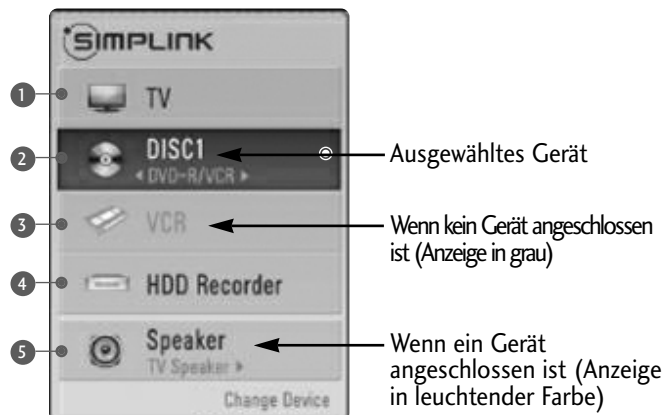 SIMPLINK
1 TV
2 DISC1
◄ DVD-R/VCR ►
Ausgewähltes Gerät
3 VCR
Wenn kein Gerät angeschlossen
ist (Anzeige in grau)
4 HDD Recorder
5 Speaker
TV Speaker ►
Wenn ein Gerät
angeschlossen ist (Anzeige
in leuchtender Farbe)
Change Device